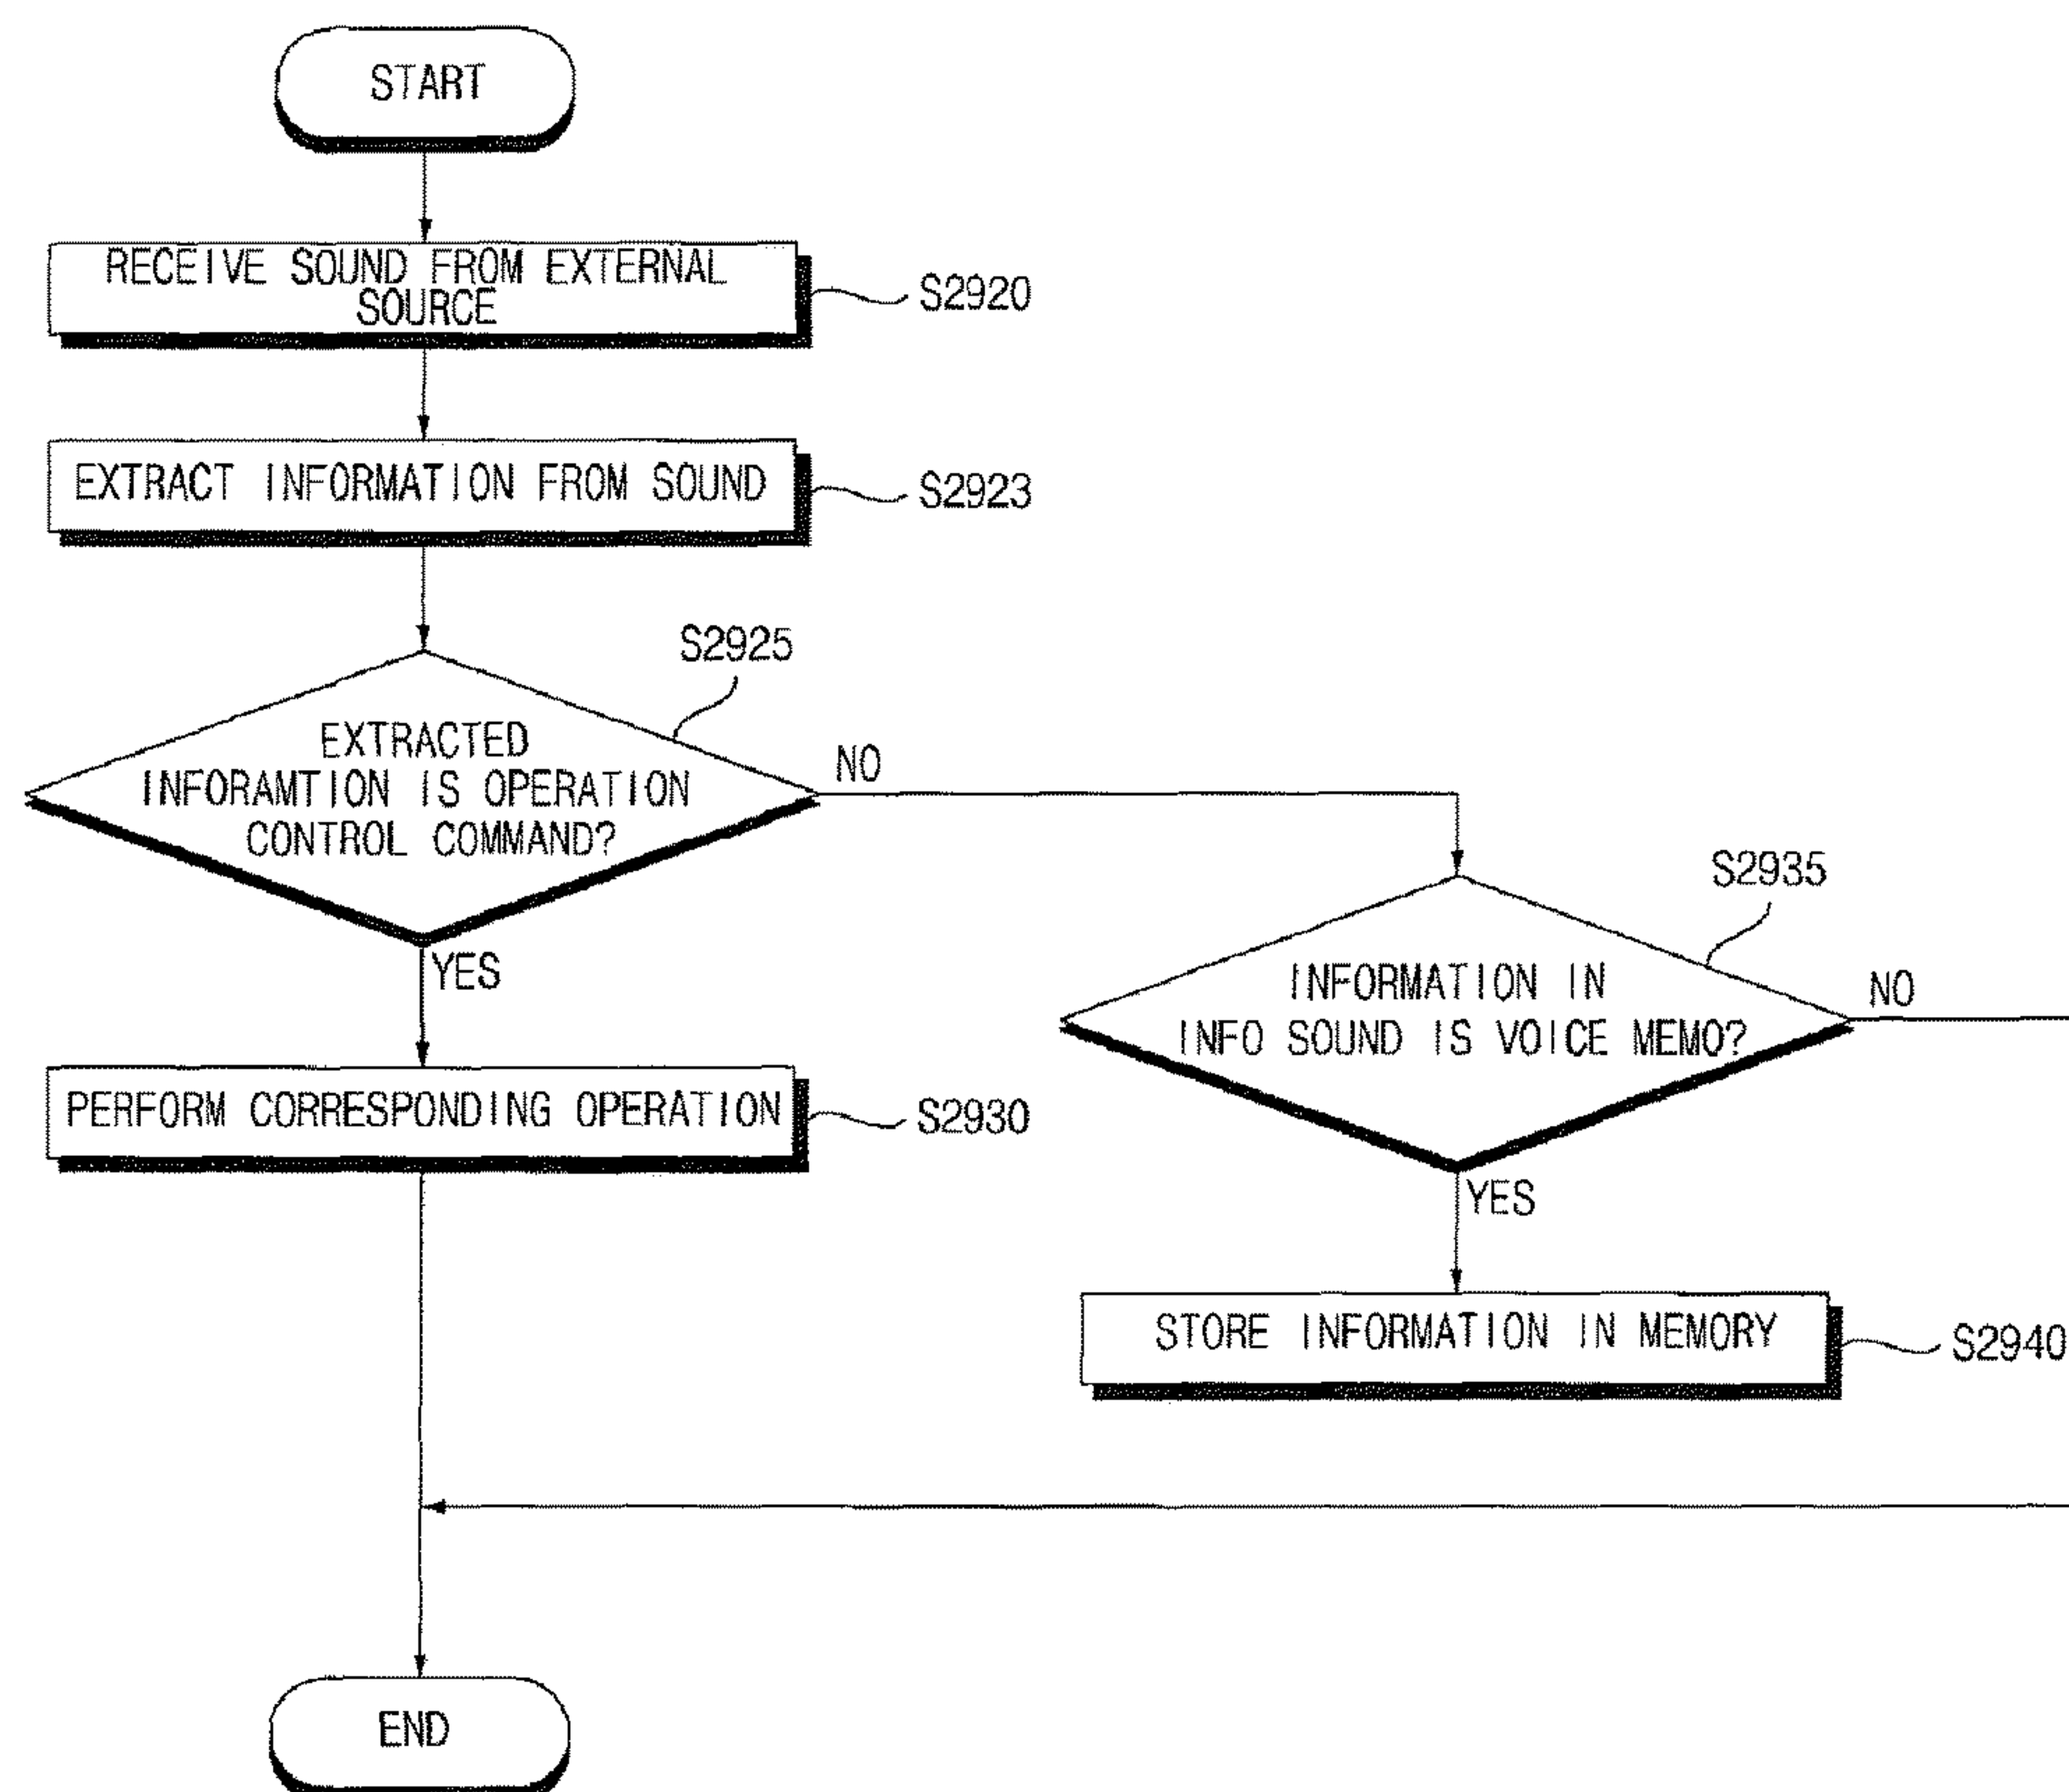 START
RECEIVE SOUND FROM EXTERNAL
SOURCE
S2920
EXTRACT INFORMATION FROM SOUND
S2923
S2925
EXTRACTED
INFORAMTION IS OPERATION
CONTROL COMMAND?
NO
YES
S2935
INFORMATION IN
INFO SOUND IS VOICE MEMO?
NO
YES
PERFORM CORRESPONDING OPERATION
S2930
STORE INFORMATION IN MEMORY
S2940
END